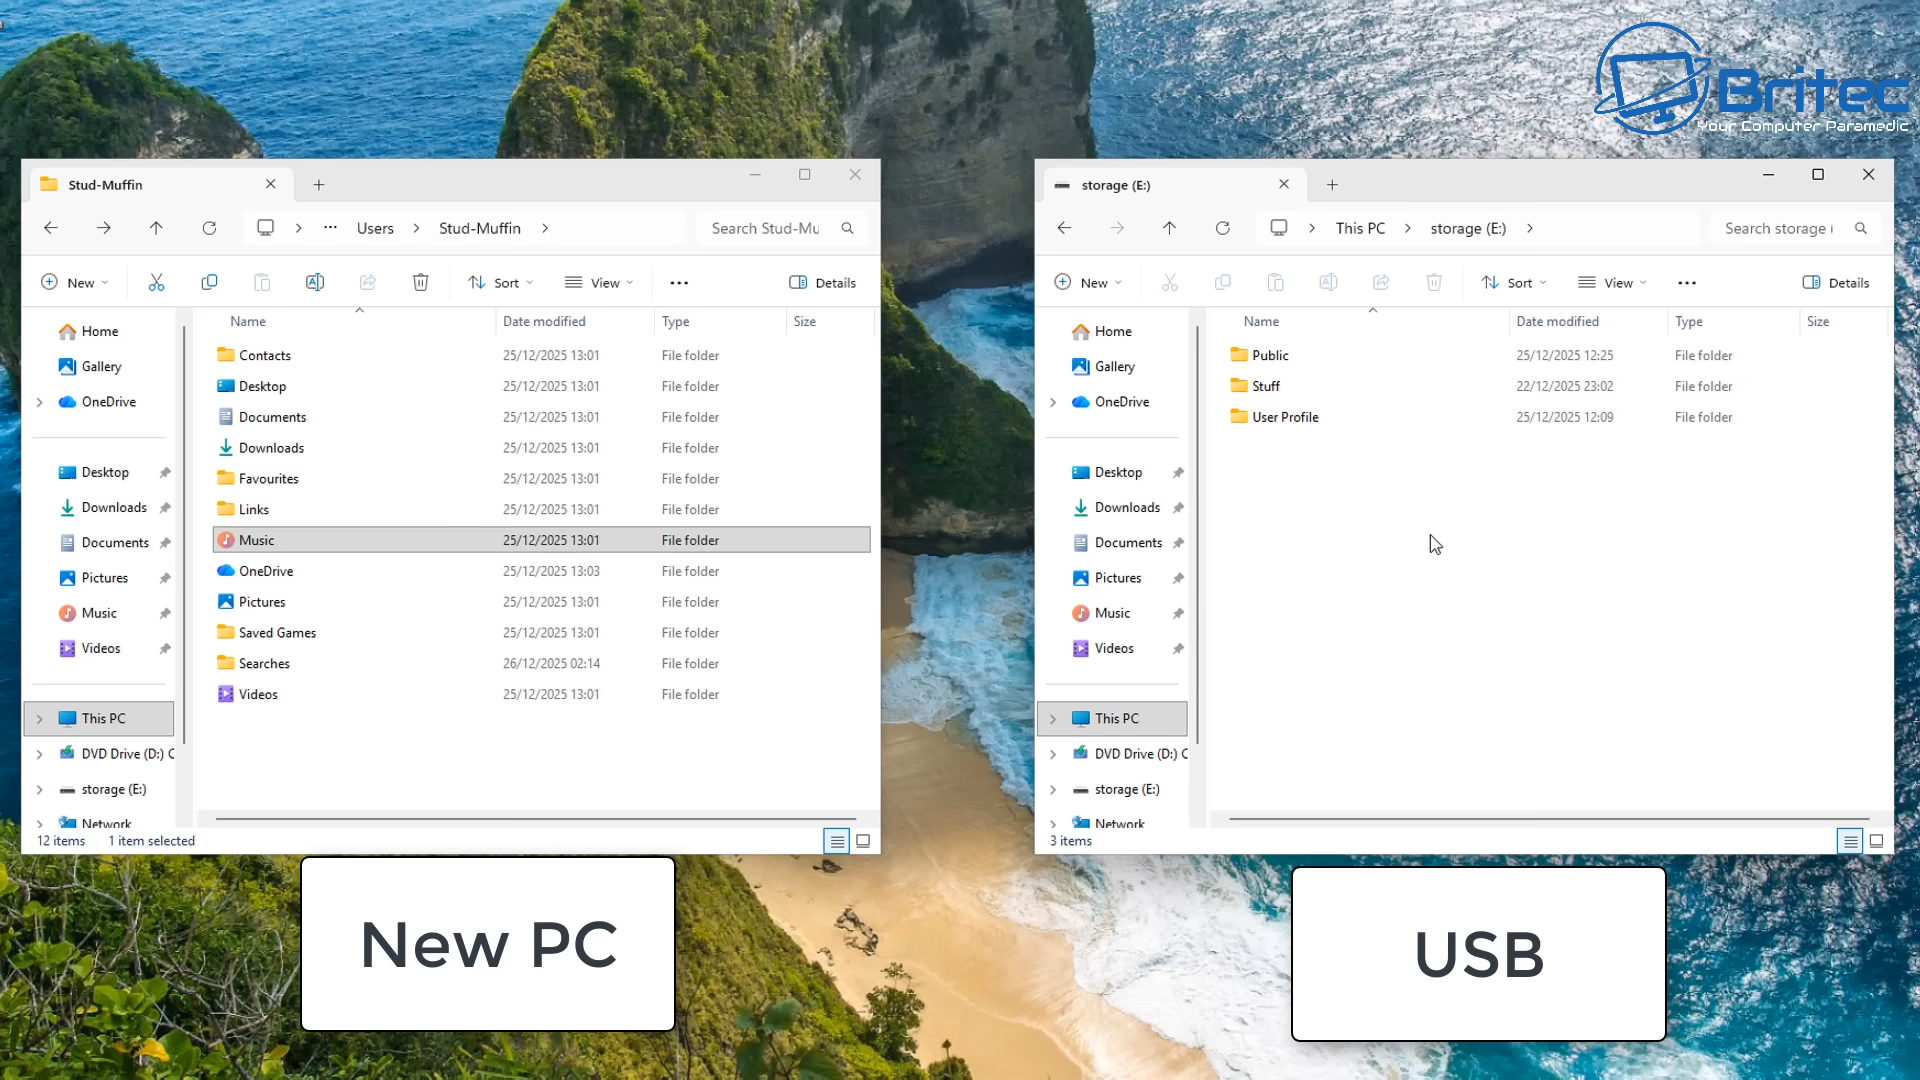 Britec
Your Computer Paramedic
Stud-Muffin
Users
Stud-Muffin
Search Stud-Mu
New
Sort
View
Details
Name
Date modified
Type
Size
Home
Gallery
OneDrive
Desktop
Downloads
Documents
Pictures
Music
Videos
This PC
DVD Drive (D:) C
storage (E:)
Network
Contacts 25/12/2025 13:01 File folder
Desktop 25/12/2025 13:01 File folder
Documents 25/12/2025 13:01 File folder
Downloads 25/12/2025 13:01 File folder
Favourites 25/12/2025 13:01 File folder
Links 25/12/2025 13:01 File folder
Music 25/12/2025 13:01 File folder
OneDrive 25/12/2025 13:03 File folder
Pictures 25/12/2025 13:01 File folder
Saved Games 25/12/2025 13:01 File folder
Searches 26/12/2025 02:14 File folder
Videos 25/12/2025 13:01 File folder
12 items 1 item selected
New PC
storage (E:)
This PC
storage (E:)
Search storage (
New
Sort
View
Details
Name
Date modified
Type
Size
Home
Gallery
OneDrive
Desktop
Downloads
Documents
Pictures
Music
Videos
This PC
DVD Drive (D:) C
storage (E:)
Network
Public 25/12/2025 12:25 File folder
Stuff 22/12/2025 23:02 File folder
User Profile 25/12/2025 12:09 File folder
3 items
USB